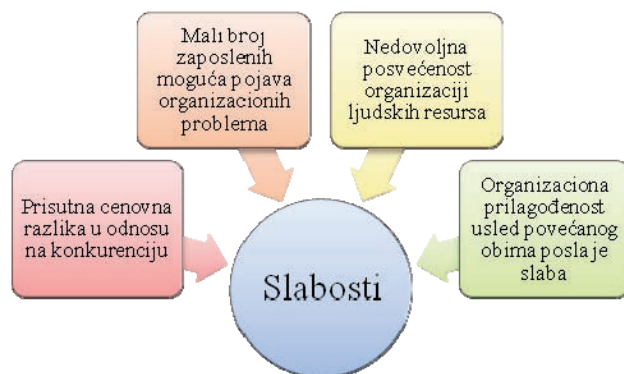 Mali broj
zaposlenih
moguća pojava
organizacionih
problema
Nedovoljna
posvećenost
organizaciji
ljudskih resursa
Prisutna cenovna
razlika u odnosu
na konkurenciju
Organizaciona
prilagođenost
usled povećanog
obima posla je
slaba
Slabosti